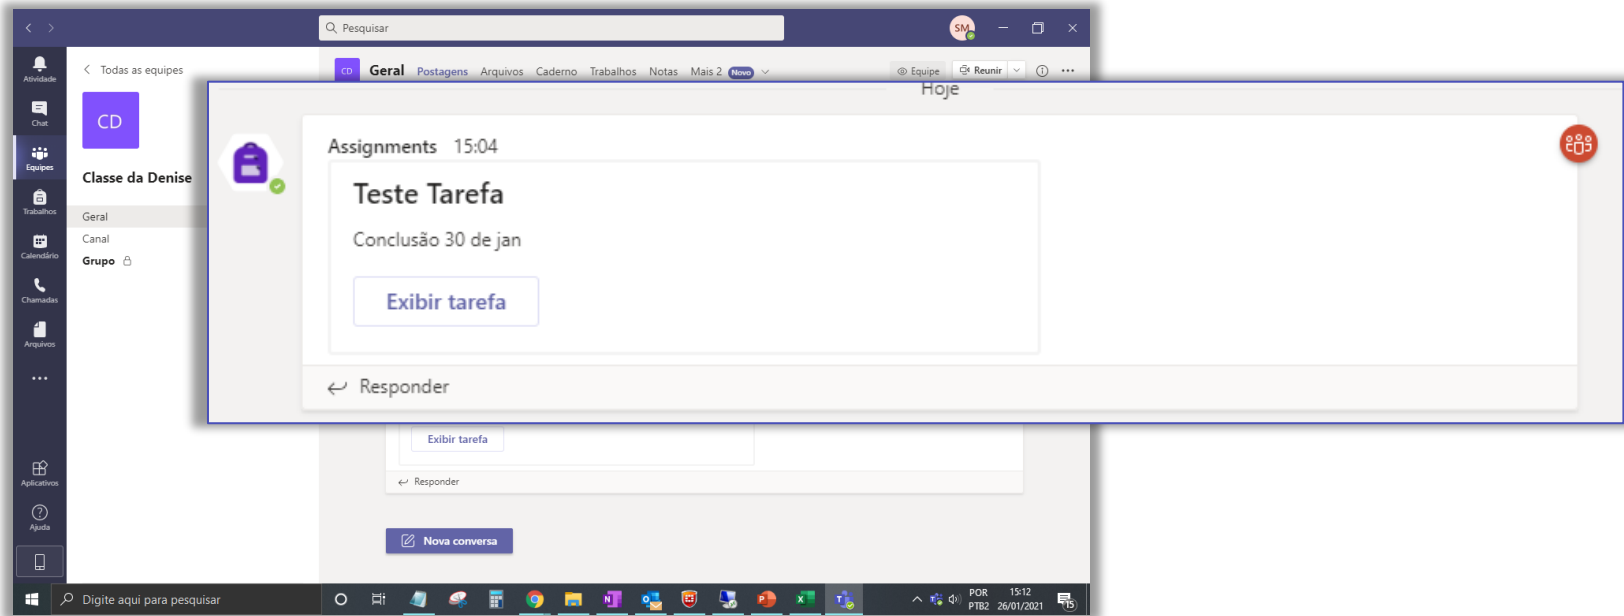 Pesquisar
SM
Atividade
Chat
Equipes
Trabalhos
Calendário
Chamadas
Arquivos
Aplicativos
Ajuda
Todas as equipes
CD
Classe da Denise
Geral
Canal
Grupo
CD Geral Postagens Arquivos Caderno Trabalhos Notas Mais 2 Novo Equipe Reunir
Hoje
Assignments 15:04
Teste Tarefa
Conclusão 30 de jan
Exibir tarefa
Responder
Exibir tarefa
Responder
Nova conversa
Digite aqui para pesquisar
POR 15:12
PTB2 26/01/2021
15